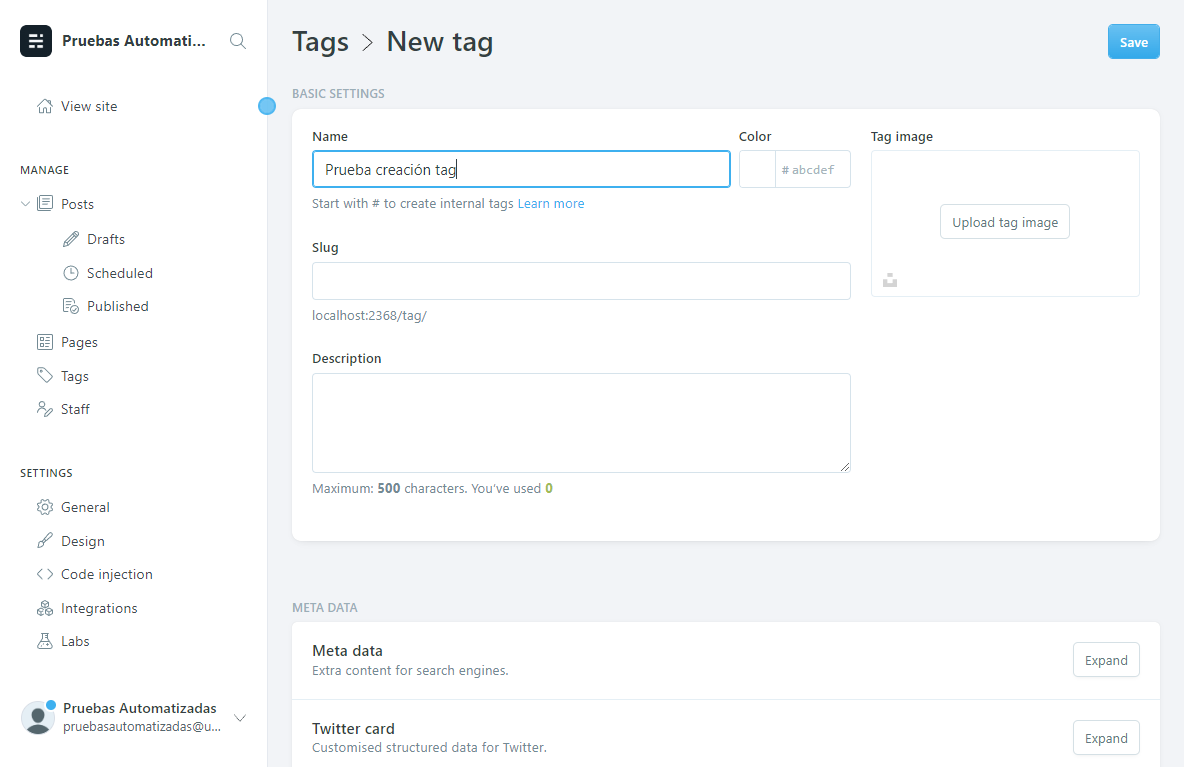 Pruebas Automati...
View site
MANAGE
Posts
Drafts
Scheduled
Published
Pages
Tags
Staff
SETTINGS
General
Design
Code injection
Integrations
Labs
Pruebas Automatizadas
pruebasautomatizadas@u...
Tags > New tag
Save
BASIC SETTINGS
Name
Prueba creación tag
Start with # to create internal tags Learn more
Color
# abcdef
Tag image
Upload tag image
Slug
localhost:2368/tag/
Description
Maximum: 500 characters. You've used 0
META DATA
Meta data
Extra content for search engines.
Expand
Twitter card
Customised structured data for Twitter.
Expand